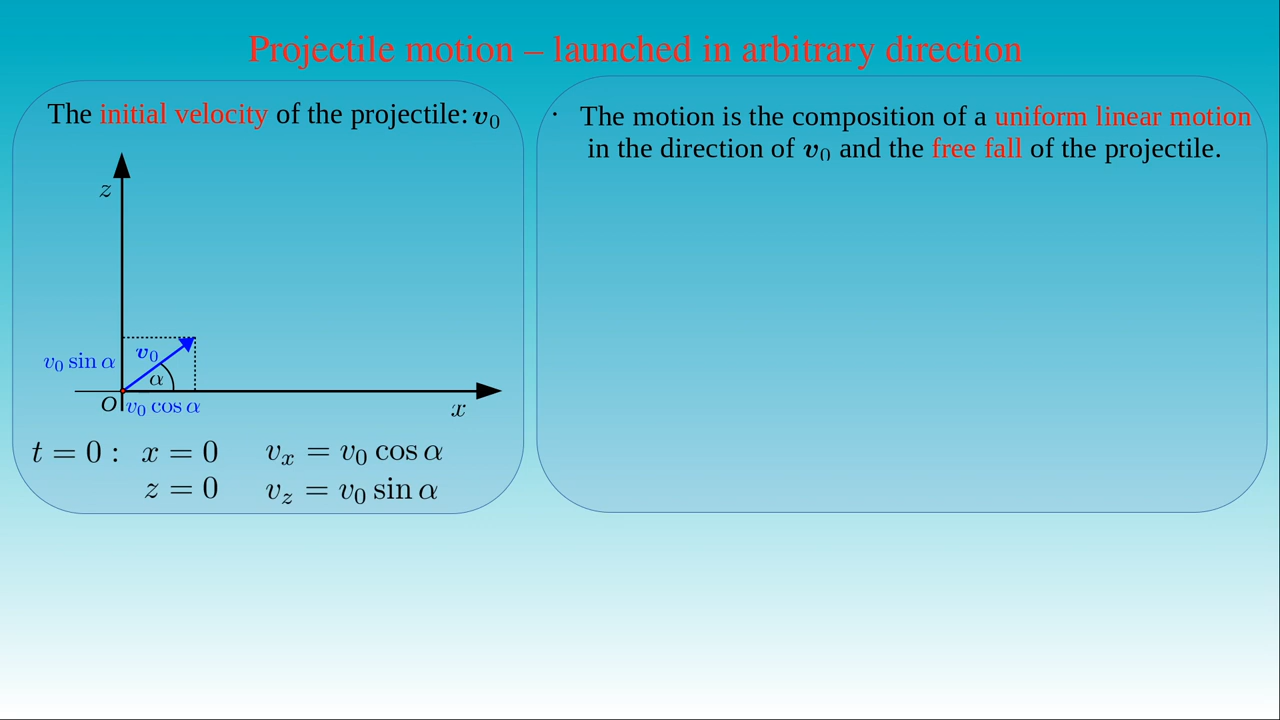 Projectile motion – launched in arbitrary direction
The initial velocity of the projectile: v₀
z
v₀ sin α
v₀
α
O
v₀ cos α
x
t = 0 : x = 0 vₓ = v₀ cos α
z = 0 v_z = v₀ sin α
· The motion is the composition of a uniform linear motion
in the direction of v₀ and the free fall of the projectile.